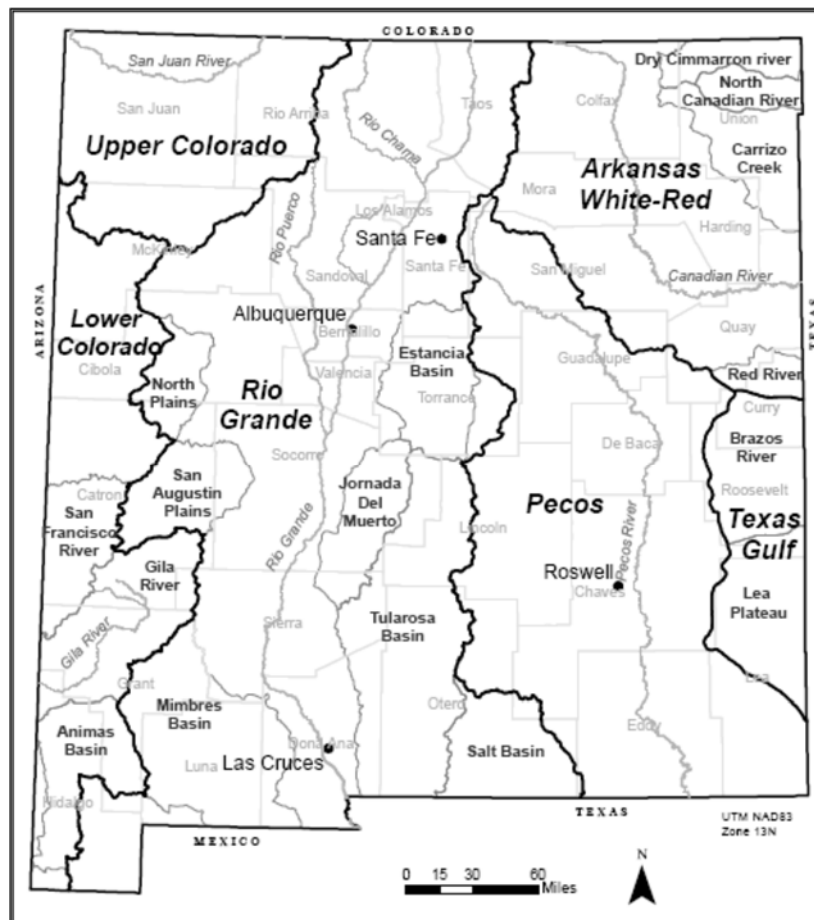 COLORADO
San Juan River
Dry Cimmarron river
North
Canadian River
San Juan
Rio Arriba
Taos
Colfax
Union
Rio Chama
Upper Colorado
Carrizo
Creek
Arkansas
White-Red
Mora
Los Alamos
Harding
Rio Puerco
Santa Fe
McKinley
Sandoval
Santa Fe
San Miguel
Canadian River
ARIZONA
TEXAS
Albuquerque
Bernalillo
Quay
Lower
Colorado
Estancia
Basin
Guadalupe
Cibola
Valencia
Red River
North
Plains
Rio
Grande
Torrance
Curry
De Baca
Brazos
River
Socorro
San
Augustin
Plains
Jornada
Del
Muerto
Catron
San
Francisco
River
Roosevelt
Rio Grande
Lincoln
Pecos
Pecos River
Texas
Gulf
Gila
River
Roswell
Chaves
Lea
Plateau
Tularosa
Basin
Sierra
Gila River
Grant
Mimbres
Basin
Otero
Lea
Animas
Basin
Dona Ana
Eddy
Salt Basin
Luna
Las Cruces
Hidalgo
TEXAS
UTM NAD83
Zone 13N
MEXICO
N
0 15 30 60
Miles